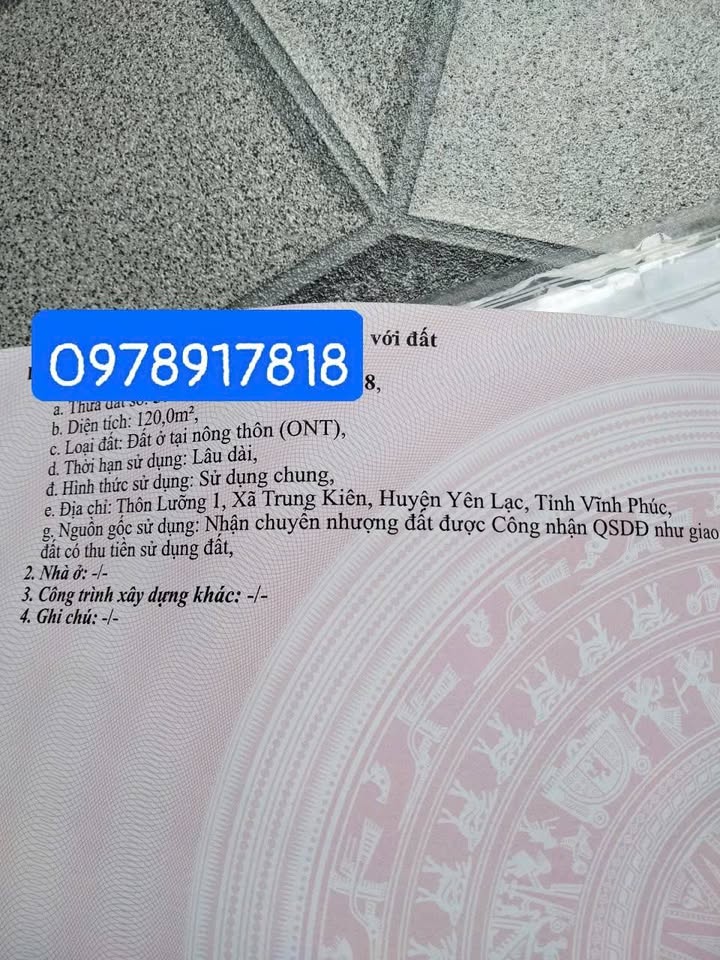 với đất
0978917818
8,
a. Thửa đất số:
b. Diện tích: 120,0m²,
c. Loại đất: Đất ở tại nông thôn (ONT),
d. Thời hạn sử dụng: Lâu dài,
đ. Hình thức sử dụng: Sử dụng chung,
e. Địa chỉ: Thôn Lưỡng 1, Xã Trung Kiên, Huyện Yên Lạc, Tỉnh Vĩnh Phúc,
g. Nguồn gốc sử dụng: Nhận chuyển nhượng đất được Công nhận QSDĐ như giao
đất có thu tiền sử dụng đất,
2. Nhà ở: -/-
3. Công trình xây dựng khác: -/-
4. Ghi chú: -/-